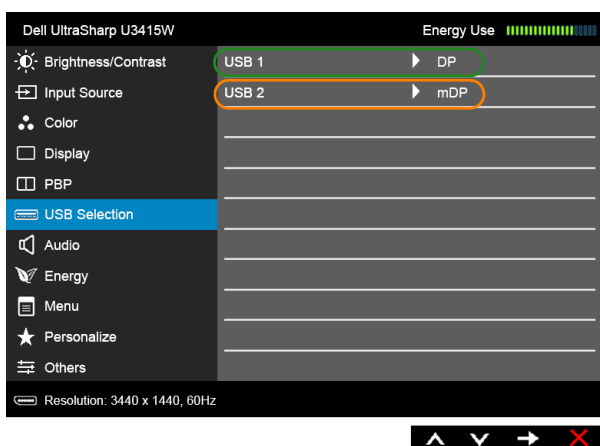 Dell UltraSharp U3415W Energy Use
Brightness/Contrast USB 1 DP
Input Source USB 2 mDP
Color
Display
PBP
USB Selection
Audio
Energy
Menu
Personalize
Others
Resolution: 3440 x 1440, 60Hz